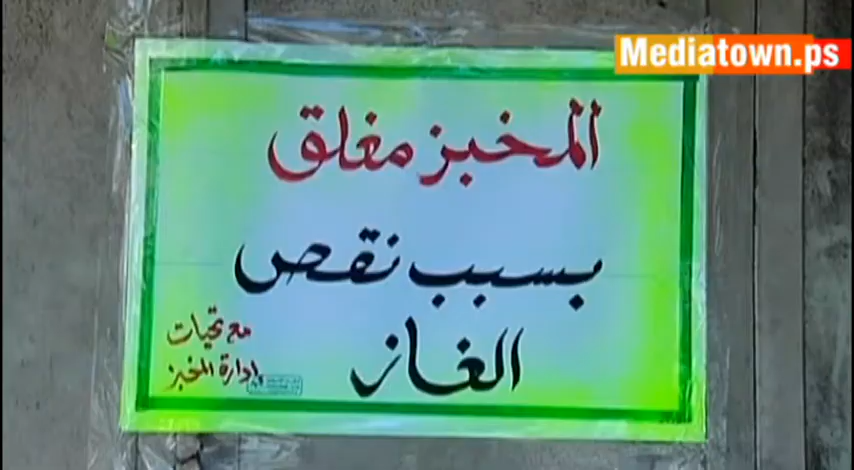 Mediatown.ps
المخبز مغلق
بسبب نقص
الغاز
مع تحيات
إدارة المخبز